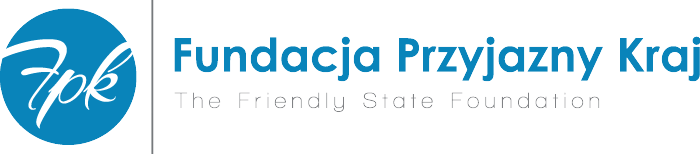 Fpk
Fundacja Przyjazny Kraj
The Friendly State Foundation